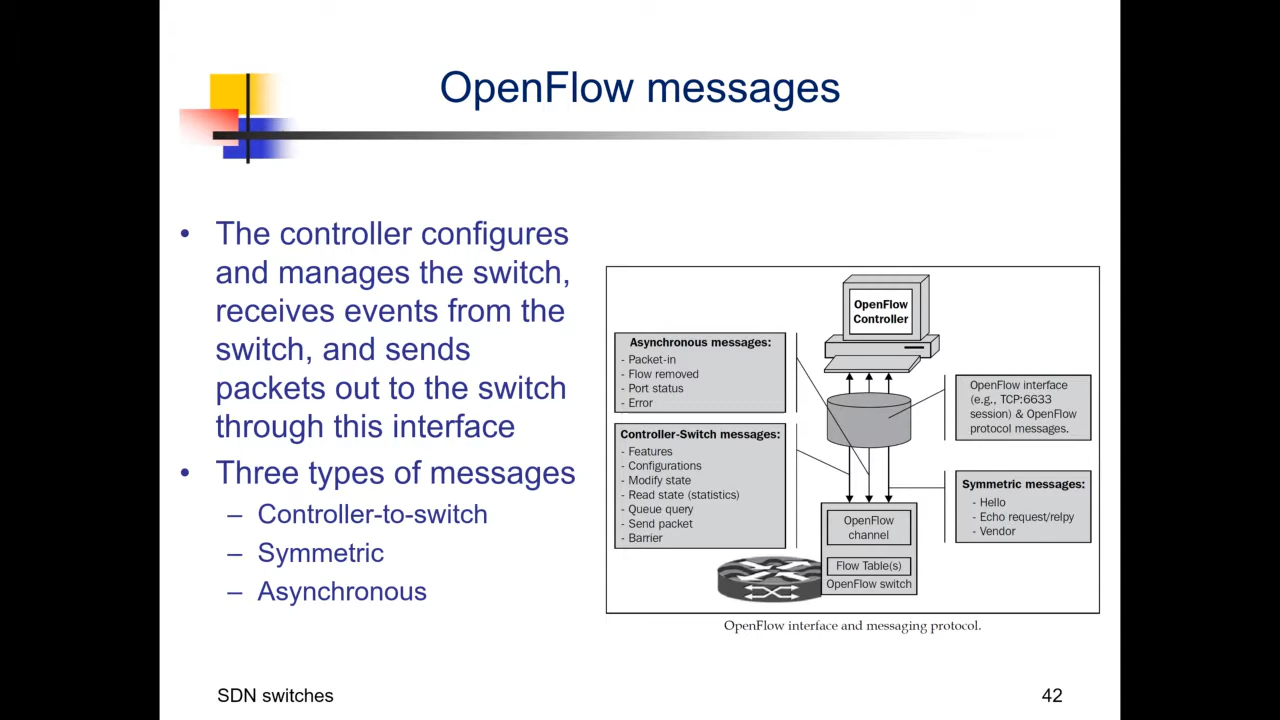 OpenFlow messages
• The controller configures
and manages the switch,
receives events from the
switch, and sends
packets out to the switch
through this interface
• Three types of messages
– Controller-to-switch
– Symmetric
– Asynchronous
OpenFlow
Controller
Asynchronous messages:
- Packet-in
- Flow removed
- Port status
- Error
Controller-Switch messages:
- Features
- Configurations
- Modify state
- Read state (statistics)
- Queue query
- Send packet
- Barrier
OpenFlow interface
(e.g., TCP:6633
session) & OpenFlow
protocol messages.
Symmetric messages:
- Hello
- Echo request/relpy
- Vendor
OpenFlow
channel
Flow Table(s)
OpenFlow switch
OpenFlow interface and messaging protocol.
SDN switches
42